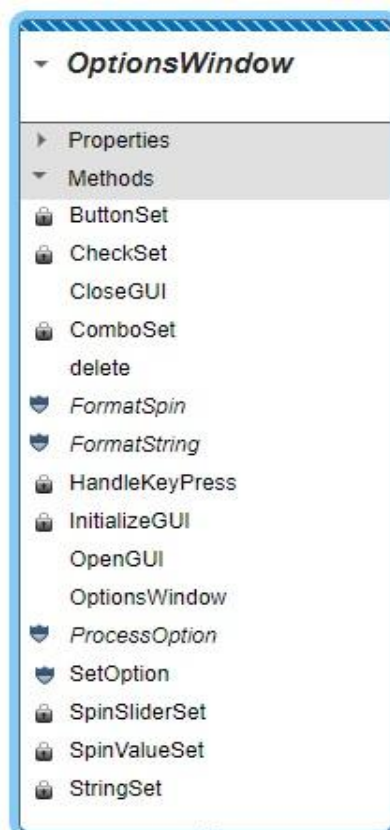 OptionsWindow
Properties
Methods
ButtonSet
CheckSet
CloseGUI
ComboSet
delete
FormatSpin
FormatString
HandleKeyPress
InitializeGUI
OpenGUI
OptionsWindow
ProcessOption
SetOption
SpinSliderSet
SpinValueSet
StringSet